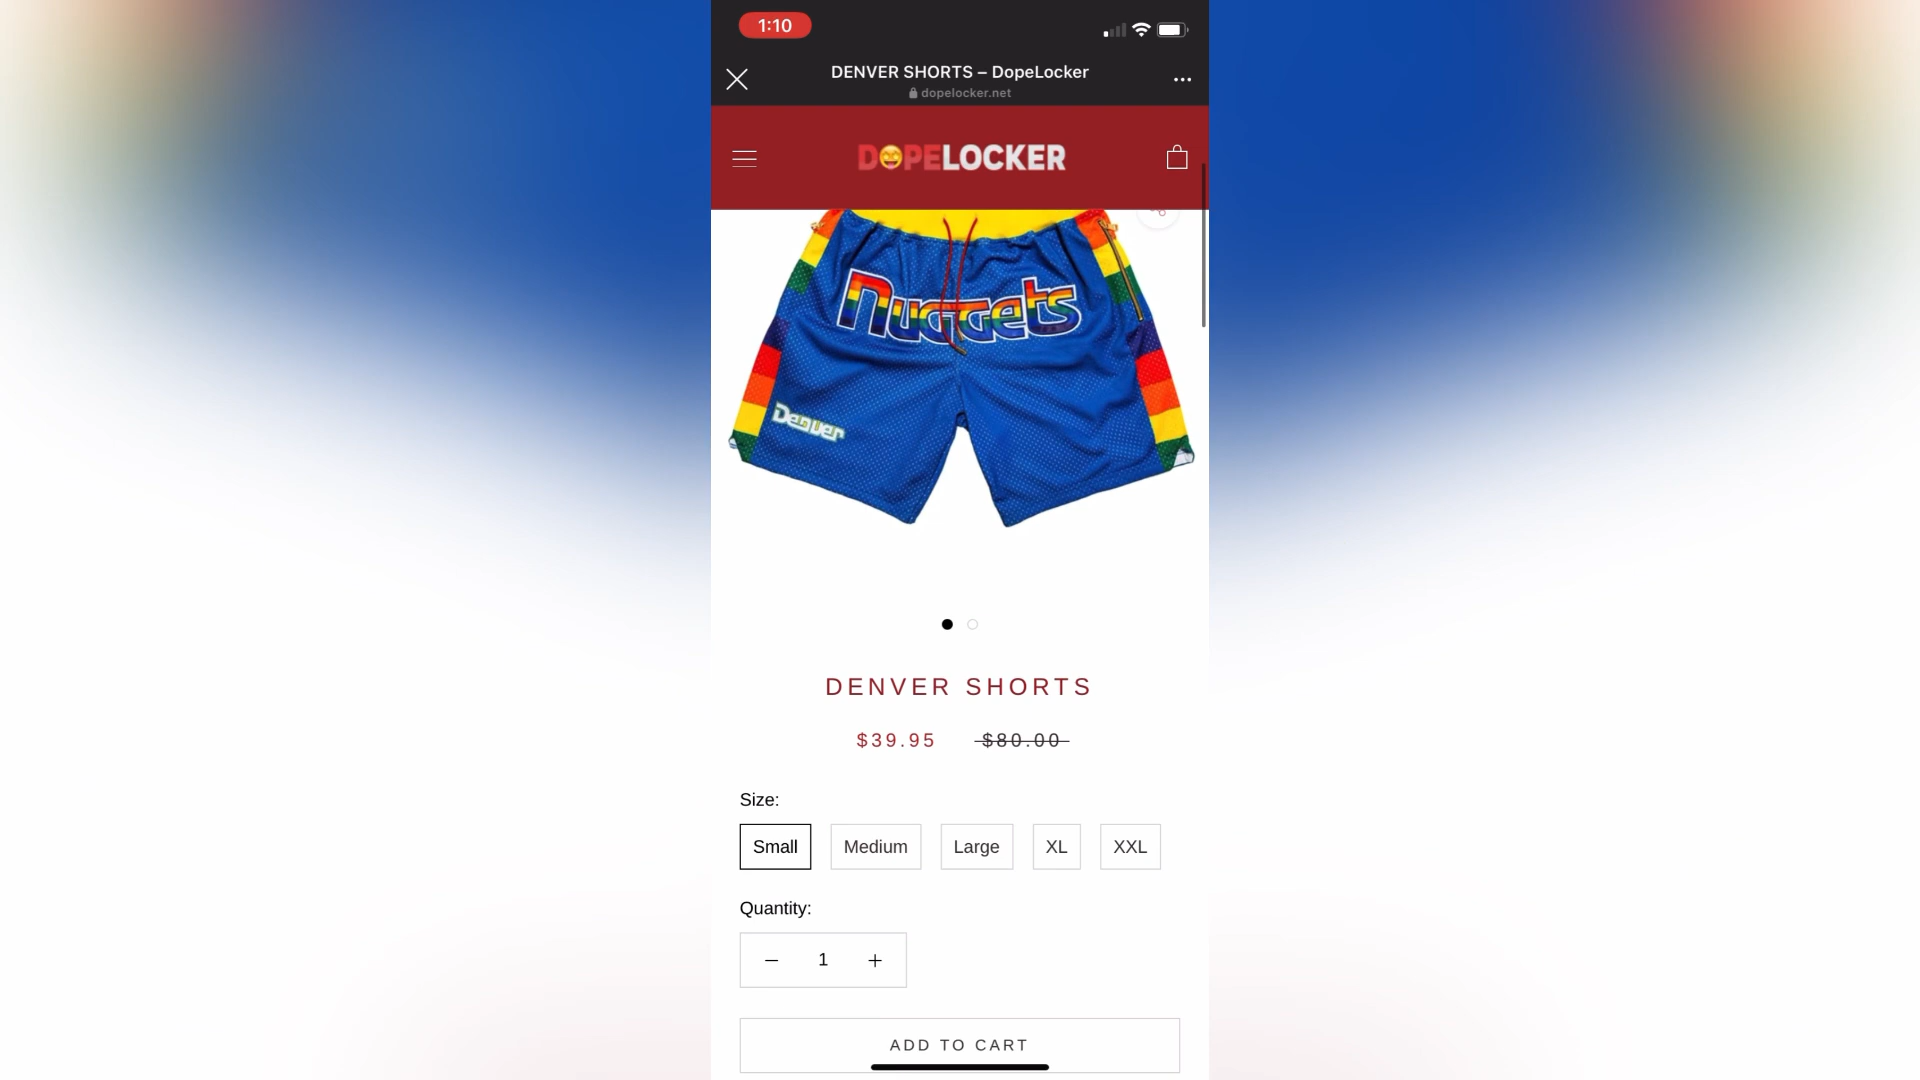 1:10
DENVER SHORTS – DopeLocker
dopelocker.net
DOPELOCKER
Nuggets
Denver
DENVER SHORTS
$39.95 $80.00
Size:
Small Medium Large XL XXL
Quantity:
− 1 +
ADD TO CART